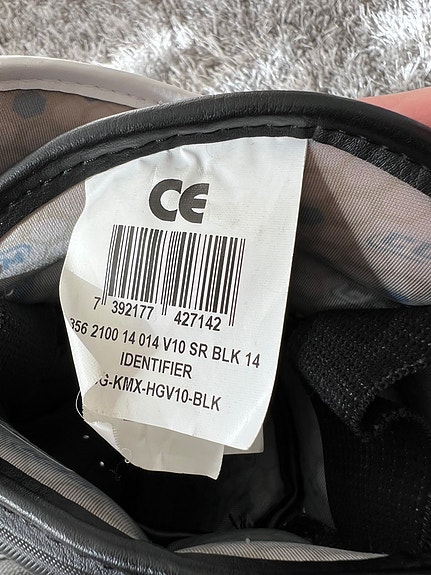 CE
7 392177 427142
356 2100 14 014 V10 SR BLK 14
IDENTIFIER
G-KMX-HGV10-BLK